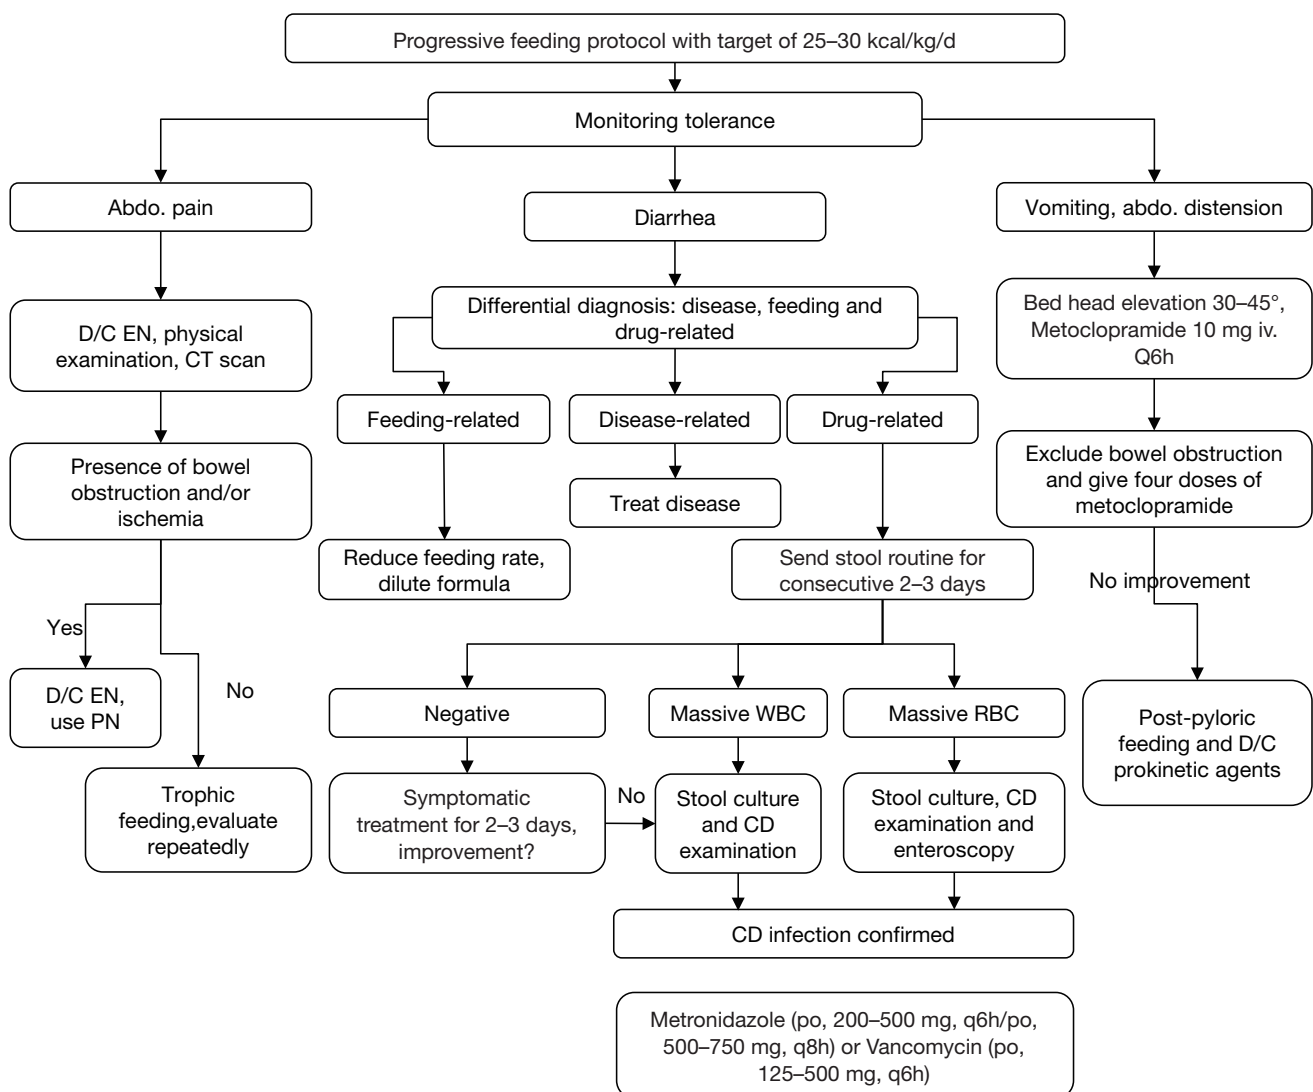 Progressive feeding protocol with target of 25–30 kcal/kg/d
Monitoring tolerance
Abdo. pain
Diarrhea
Vomiting, abdo. distension
D/C EN, physical
examination, CT scan
Differential diagnosis: disease, feeding and
drug-related
Bed head elevation 30–45°,
Metoclopramide 10 mg iv.
Q6h
Feeding-related
Disease-related
Drug-related
Presence of bowel
obstruction and/or
ischemia
Treat disease
Exclude bowel obstruction
and give four doses of
metoclopramide
Reduce feeding rate,
dilute formula
Send stool routine for
consecutive 2–3 days
No improvement
Yes
No
D/C EN,
use PN
Negative
Massive WBC
Massive RBC
Post-pyloric
feeding and D/C
prokinetic agents
Trophic
feeding,evaluate
repeatedly
Symptomatic
treatment for 2–3 days,
improvement?
No
Stool culture
and CD
examination
Stool culture, CD
examination and
enteroscopy
CD infection confirmed
Metronidazole (po, 200–500 mg, q6h/po,
500–750 mg, q8h) or Vancomycin (po,
125–500 mg, q6h)